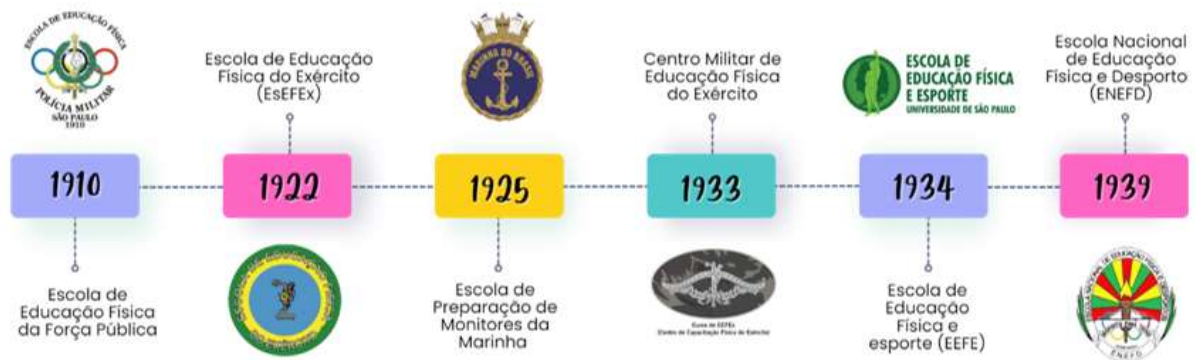 ESCOLA DE EDUCAÇÃO FÍSICA
POLÍCIA MILITAR
SÃO PAULO
1910
Escola de Educação
Física do Exército
(EsEFEx)
MARINHA DO BRASIL
Centro Militar de
Educação Física
do Exército
ESCOLA DE
EDUCAÇÃO FÍSICA
E ESPORTE
UNIVERSIDADE DE SÃO PAULO
Escola Nacional
de Educação
Física e Desporto
(ENEFD)
1910
1922
1925
1933
1934
1939
Escola de
Educação Física
da Força Pública
Escola de
Preparação de
Monitores da
Marinha
Escola de
Educação
Física e
esporte (EEFE)
ENEFD